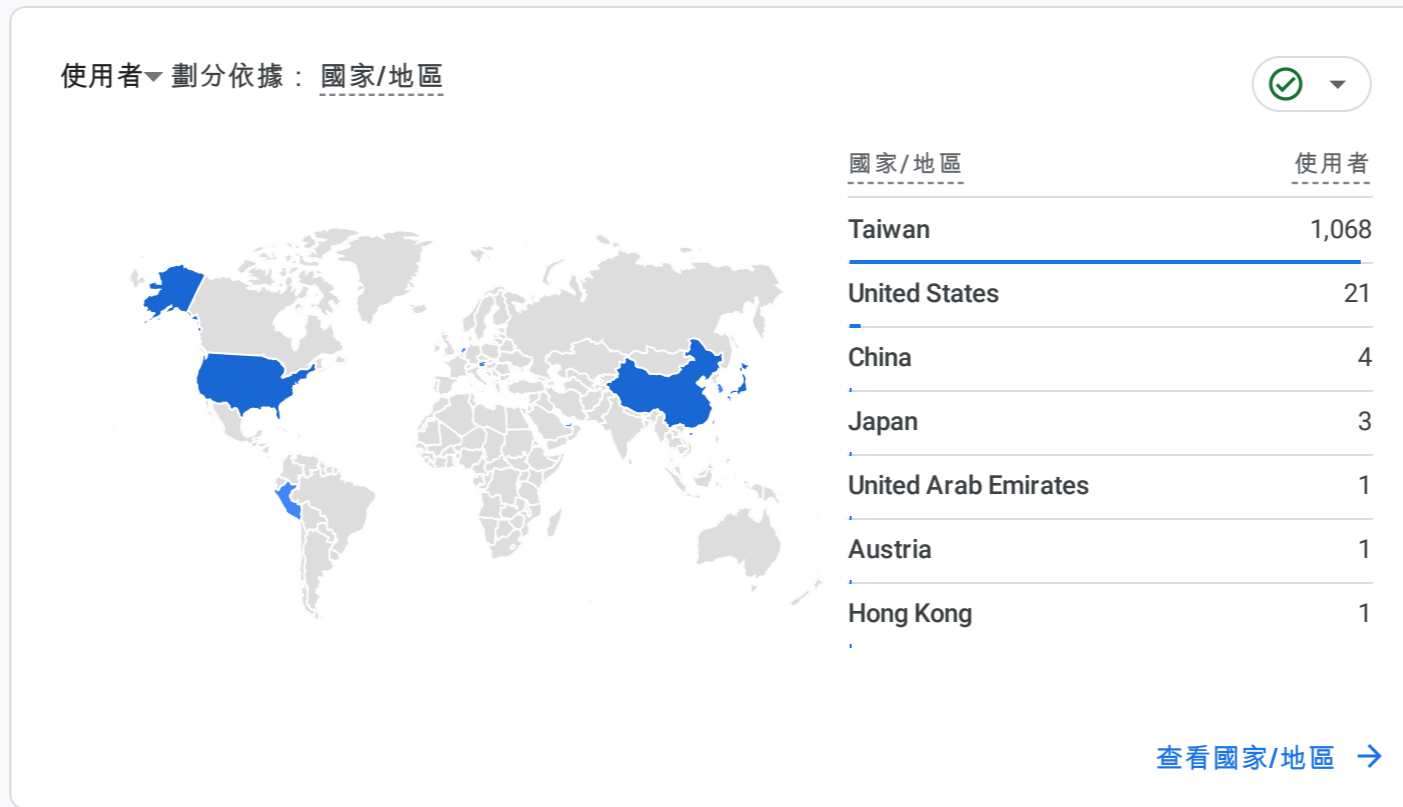 使用者 劃分依據： 國家/地區
國家/地區 使用者
Taiwan 1,068
United States 21
China 4
Japan 3
United Arab Emirates 1
Austria 1
Hong Kong 1
查看國家/地區